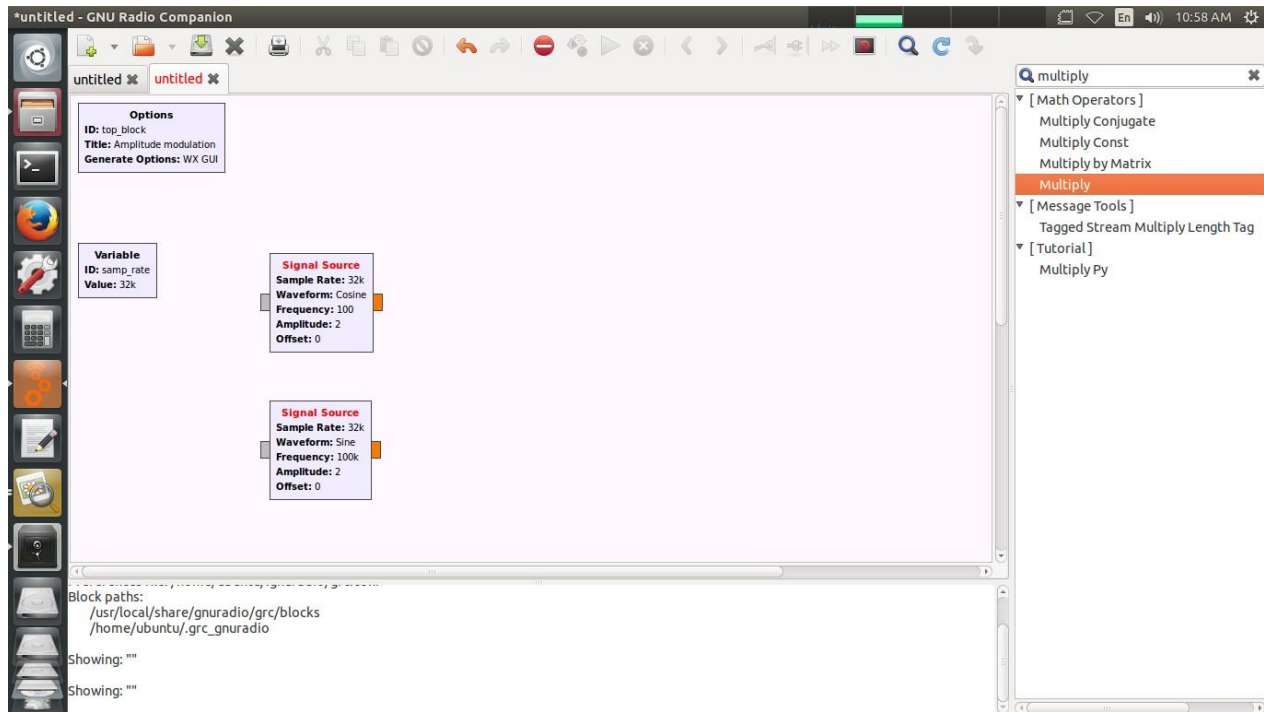 *untitled - GNU Radio Companion
En
10:58 AM
untitled
untitled
multiply
Options
ID: top_block
Title: Amplitude modulation
Generate Options: WX GUI
Variable
ID: samp_rate
Value: 32k
Signal Source
Sample Rate: 32k
Waveform: Cosine
Frequency: 100
Amplitude: 2
Offset: 0
Signal Source
Sample Rate: 32k
Waveform: Sine
Frequency: 100k
Amplitude: 2
Offset: 0
[ Math Operators ]
Multiply Conjugate
Multiply Const
Multiply by Matrix
Multiply
[ Message Tools ]
Tagged Stream Multiply Length Tag
[ Tutorial ]
Multiply Py
Block paths:
/usr/local/share/gnuradio/grc/blocks
/home/ubuntu/.grc_gnuradio
Showing: ""
Showing: ""